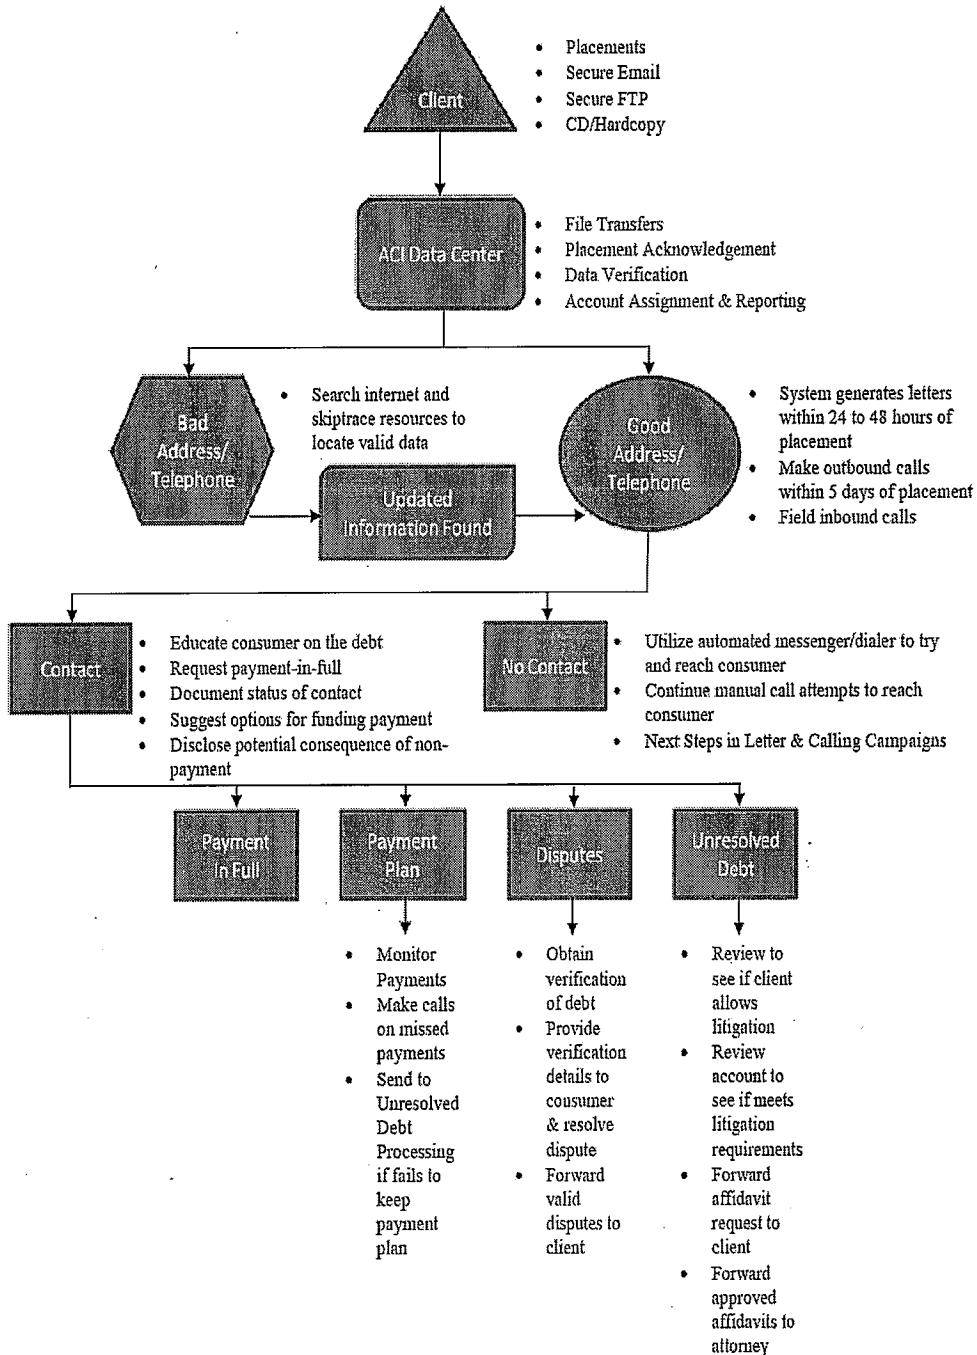 Client
• Placements
• Secure Email
• Secure FTP
• CD/Hardcopy
ACI Data Center
• File Transfers
• Placement Acknowledgement
• Data Verification
• Account Assignment & Reporting
Bad
Address/
Telephone
• Search internet and
skiptrace resources to
locate valid data
Updated
Information Found
Good
Address/
Telephone
• System generates letters
within 24 to 48 hours of
placement
• Make outbound calls
within 5 days of placement
• Field inbound calls
Contact
• Educate consumer on the debt
• Request payment-in-full
• Document status of contact
• Suggest options for funding payment
• Disclose potential consequence of non-
payment
No Contact
• Utilize automated messenger/dialer to try
and reach consumer
• Continue manual call attempts to reach
consumer
• Next Steps in Letter & Calling Campaigns
Payment
In Full
Payment
Plan
Disputes
Unresolved
Debt
• Monitor
Payments
• Make calls
on missed
payments
• Send to
Unresolved
Debt
Processing
if fails to
keep
payment
plan
• Obtain
verification
of debt
• Provide
verification
details to
consumer
& resolve
dispute
• Forward
valid
disputes to
client
• Review to
see if client
allows
litigation
• Review
account to
see if meets
litigation
requirements
• Forward
affidavit
request to
client
• Forward
approved
affidavits to
attorney